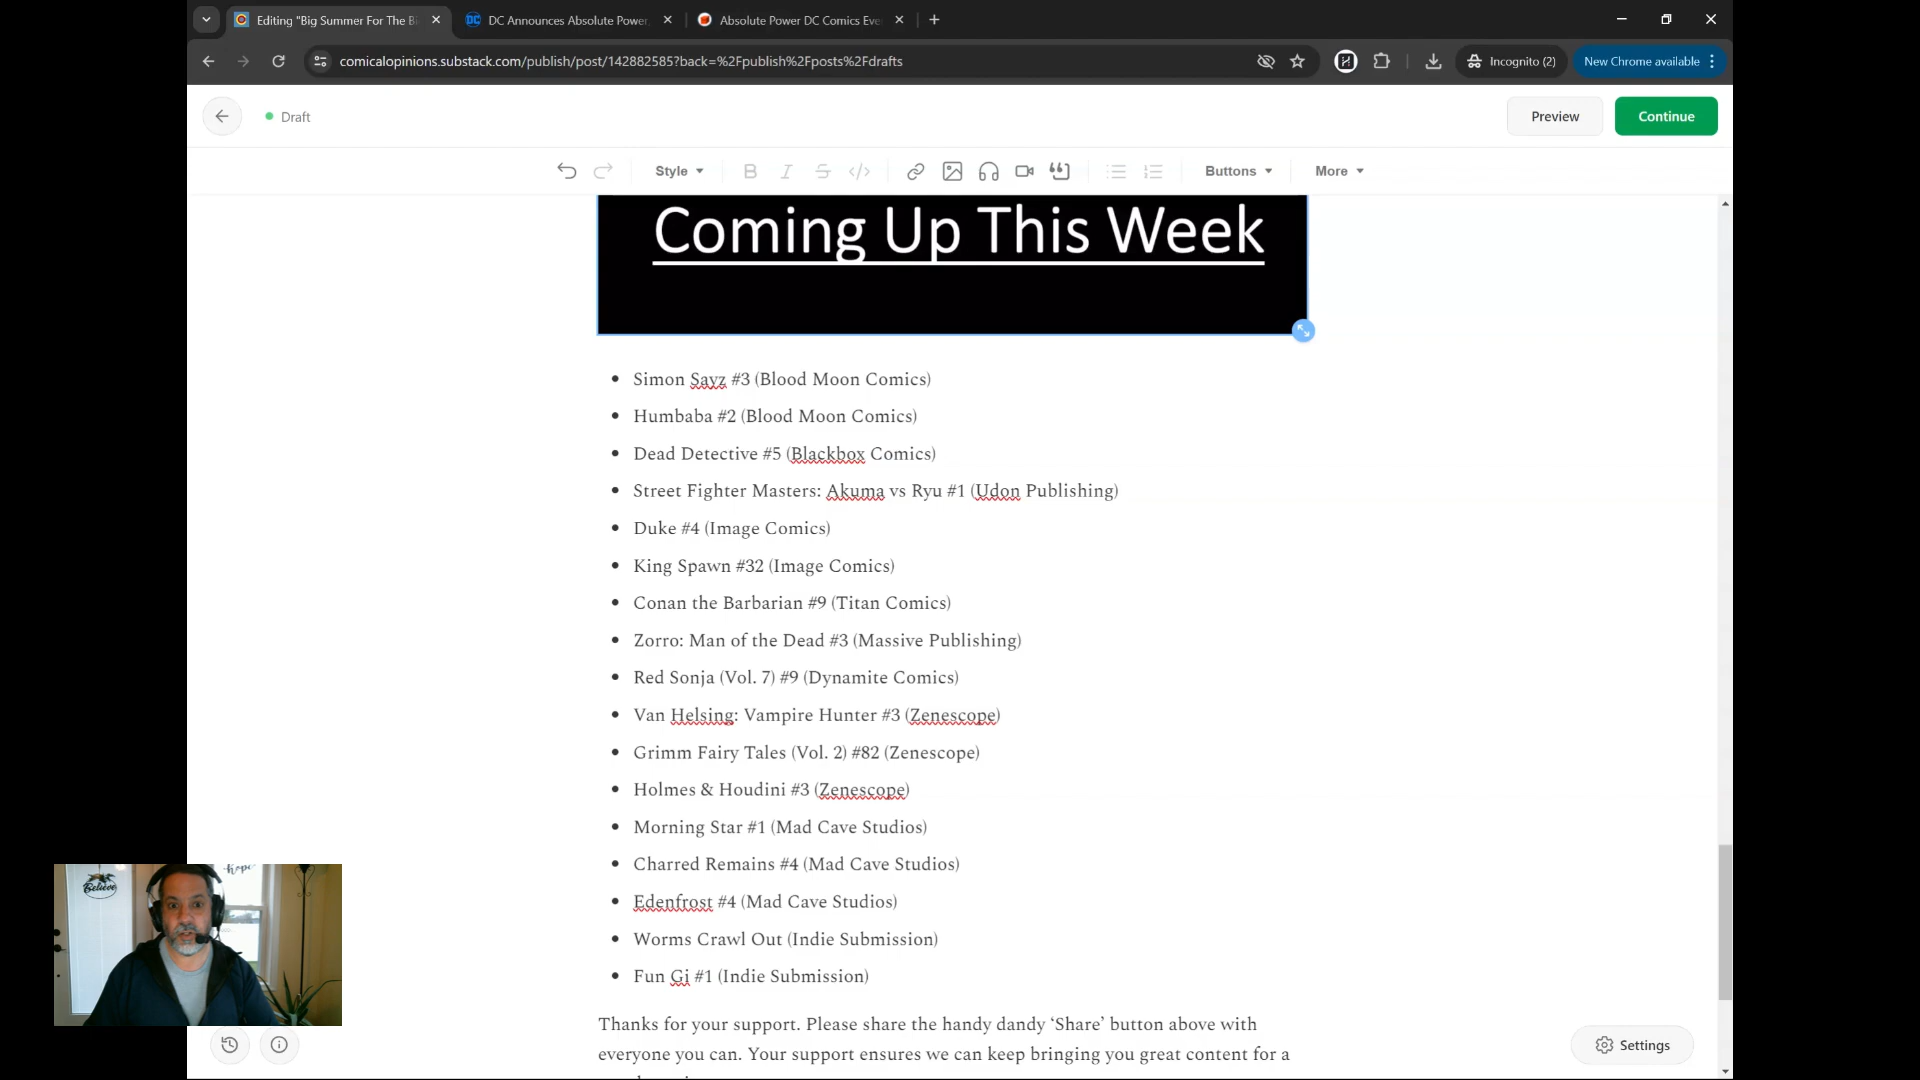 Editing "Big Summer For The Bi
DC Announces Absolute Power,
Absolute Power DC Comics Eve
comicalopinions.substack.com/publish/post/142882585?back=%2Fpublish%2Fposts%2Fdrafts
Incognito (2)
New Chrome available
Draft
Preview
Continue
Style
Buttons
More
Coming Up This Week
• Simon Sayz #3 (Blood Moon Comics)
• Humbaba #2 (Blood Moon Comics)
• Dead Detective #5 (Blackbox Comics)
• Street Fighter Masters: Akuma vs Ryu #1 (Udon Publishing)
• Duke #4 (Image Comics)
• King Spawn #32 (Image Comics)
• Conan the Barbarian #9 (Titan Comics)
• Zorro: Man of the Dead #3 (Massive Publishing)
• Red Sonja (Vol. 7) #9 (Dynamite Comics)
• Van Helsing: Vampire Hunter #3 (Zenescope)
• Grimm Fairy Tales (Vol. 2) #82 (Zenescope)
• Holmes & Houdini #3 (Zenescope)
• Morning Star #1 (Mad Cave Studios)
• Charred Remains #4 (Mad Cave Studios)
• Edenfrost #4 (Mad Cave Studios)
• Worms Crawl Out (Indie Submission)
• Fun Gi #1 (Indie Submission)
Thanks for your support. Please share the handy dandy ‘Share’ button above with
everyone you can. Your support ensures we can keep bringing you great content for a
Settings
Believe
hope